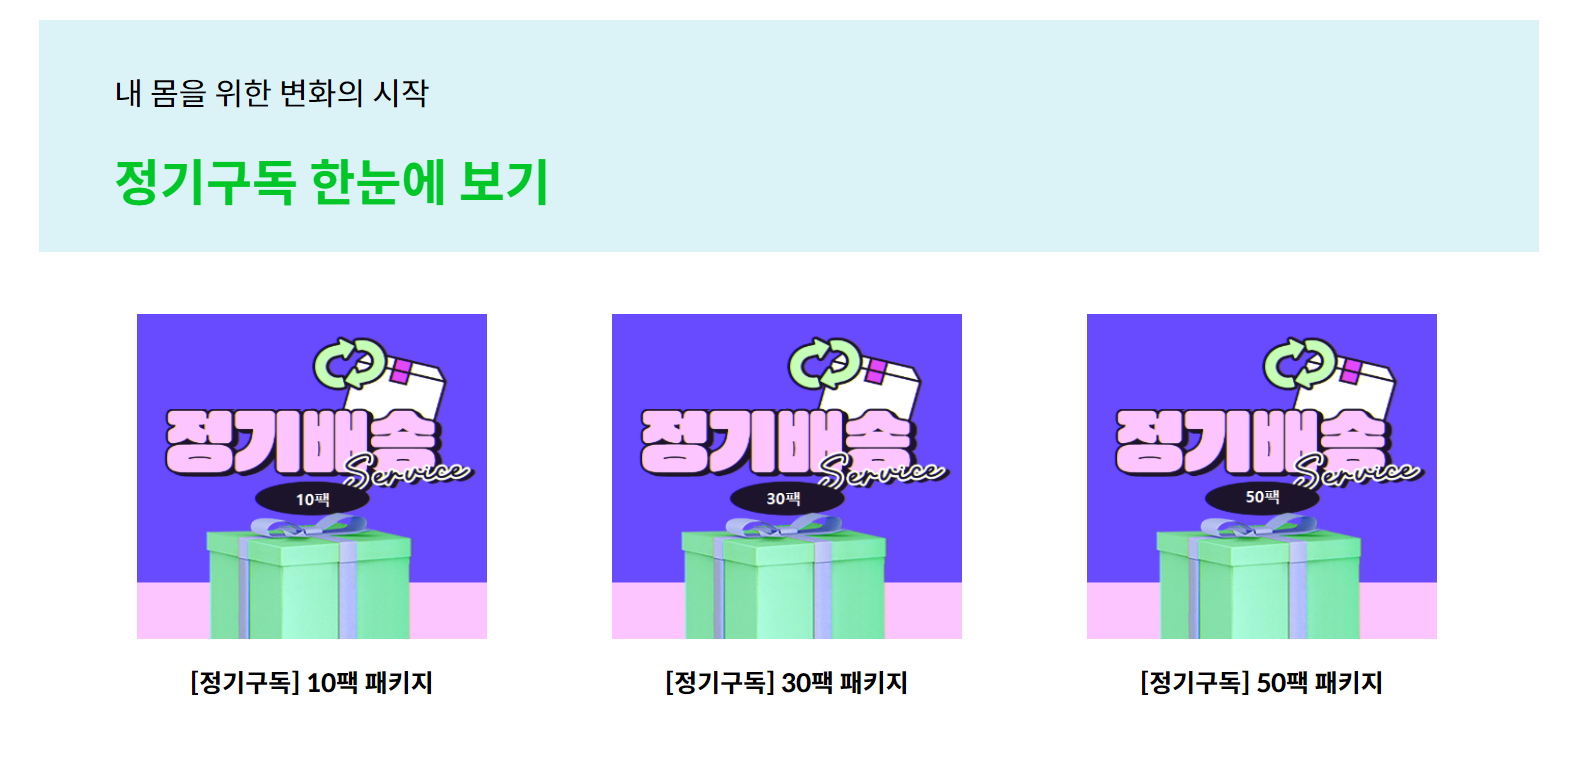 내 몸을 위한 변화의 시작
정기구독 한눈에 보기
정기배송
Service
10팩
정기배송
Service
30팩
정기배송
Service
50팩
[정기구독] 10팩 패키지
[정기구독] 30팩 패키지
[정기구독] 50팩 패키지